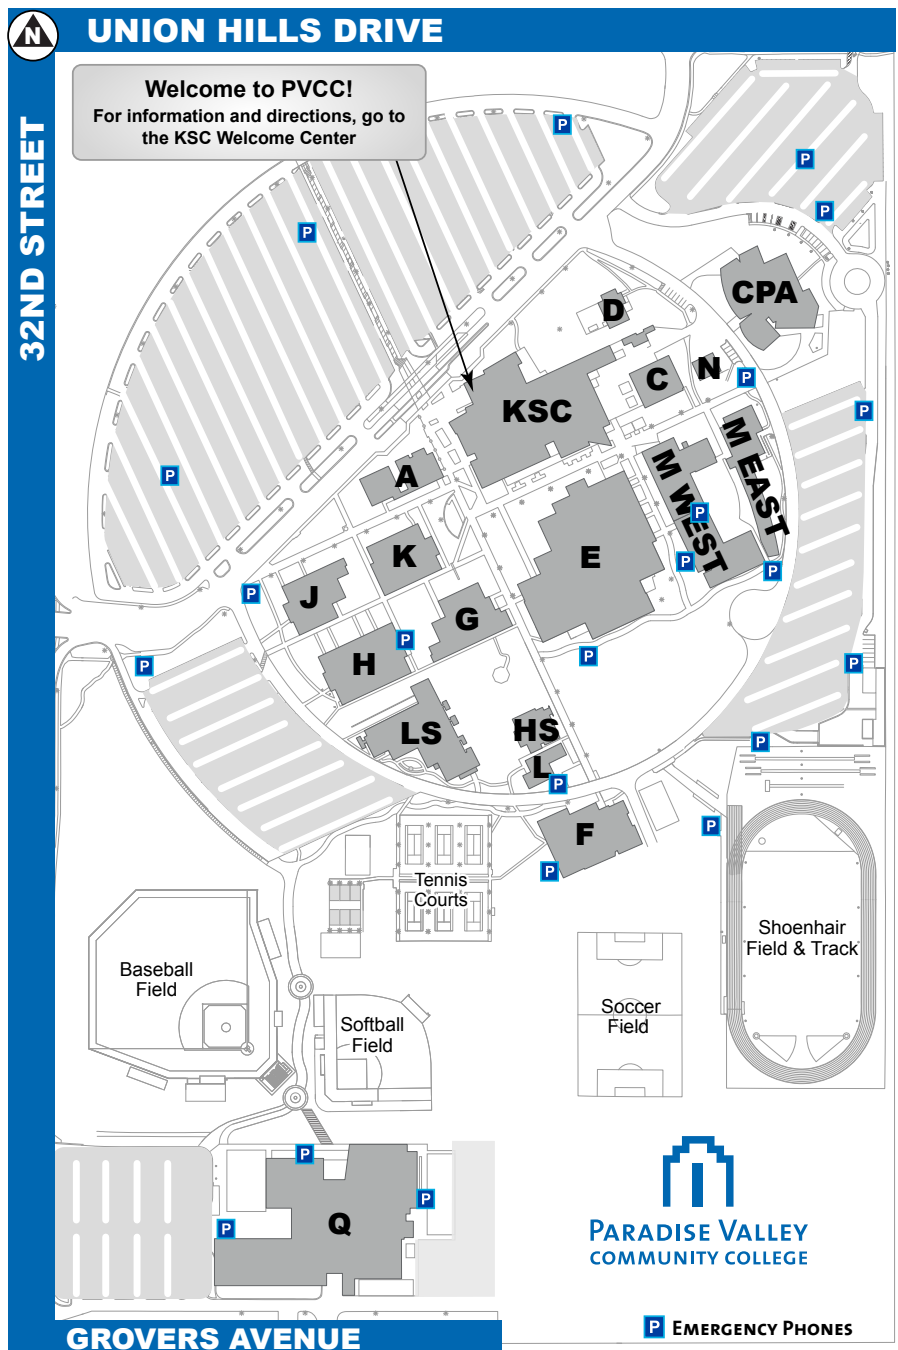 N
UNION HILLS DRIVE
32ND STREET
Welcome to PVCC!
For information and directions, go to
the KSC Welcome Center
P
P
P
P
P
CPA
D
N
C
P
KSC
P
M EAST
A
P
M WEST
P
K
E
P
P
J
P
G
P
H
P
P
P
LS
HS
P
L
P
F
P
P
Tennis
Courts
Shoenhair
Field & Track
Baseball
Field
Soccer
Field
Softball
Field
P
P
Q
P
PARADISE VALLEY
COMMUNITY COLLEGE
P EMERGENCY PHONES
GROVERS AVENUE